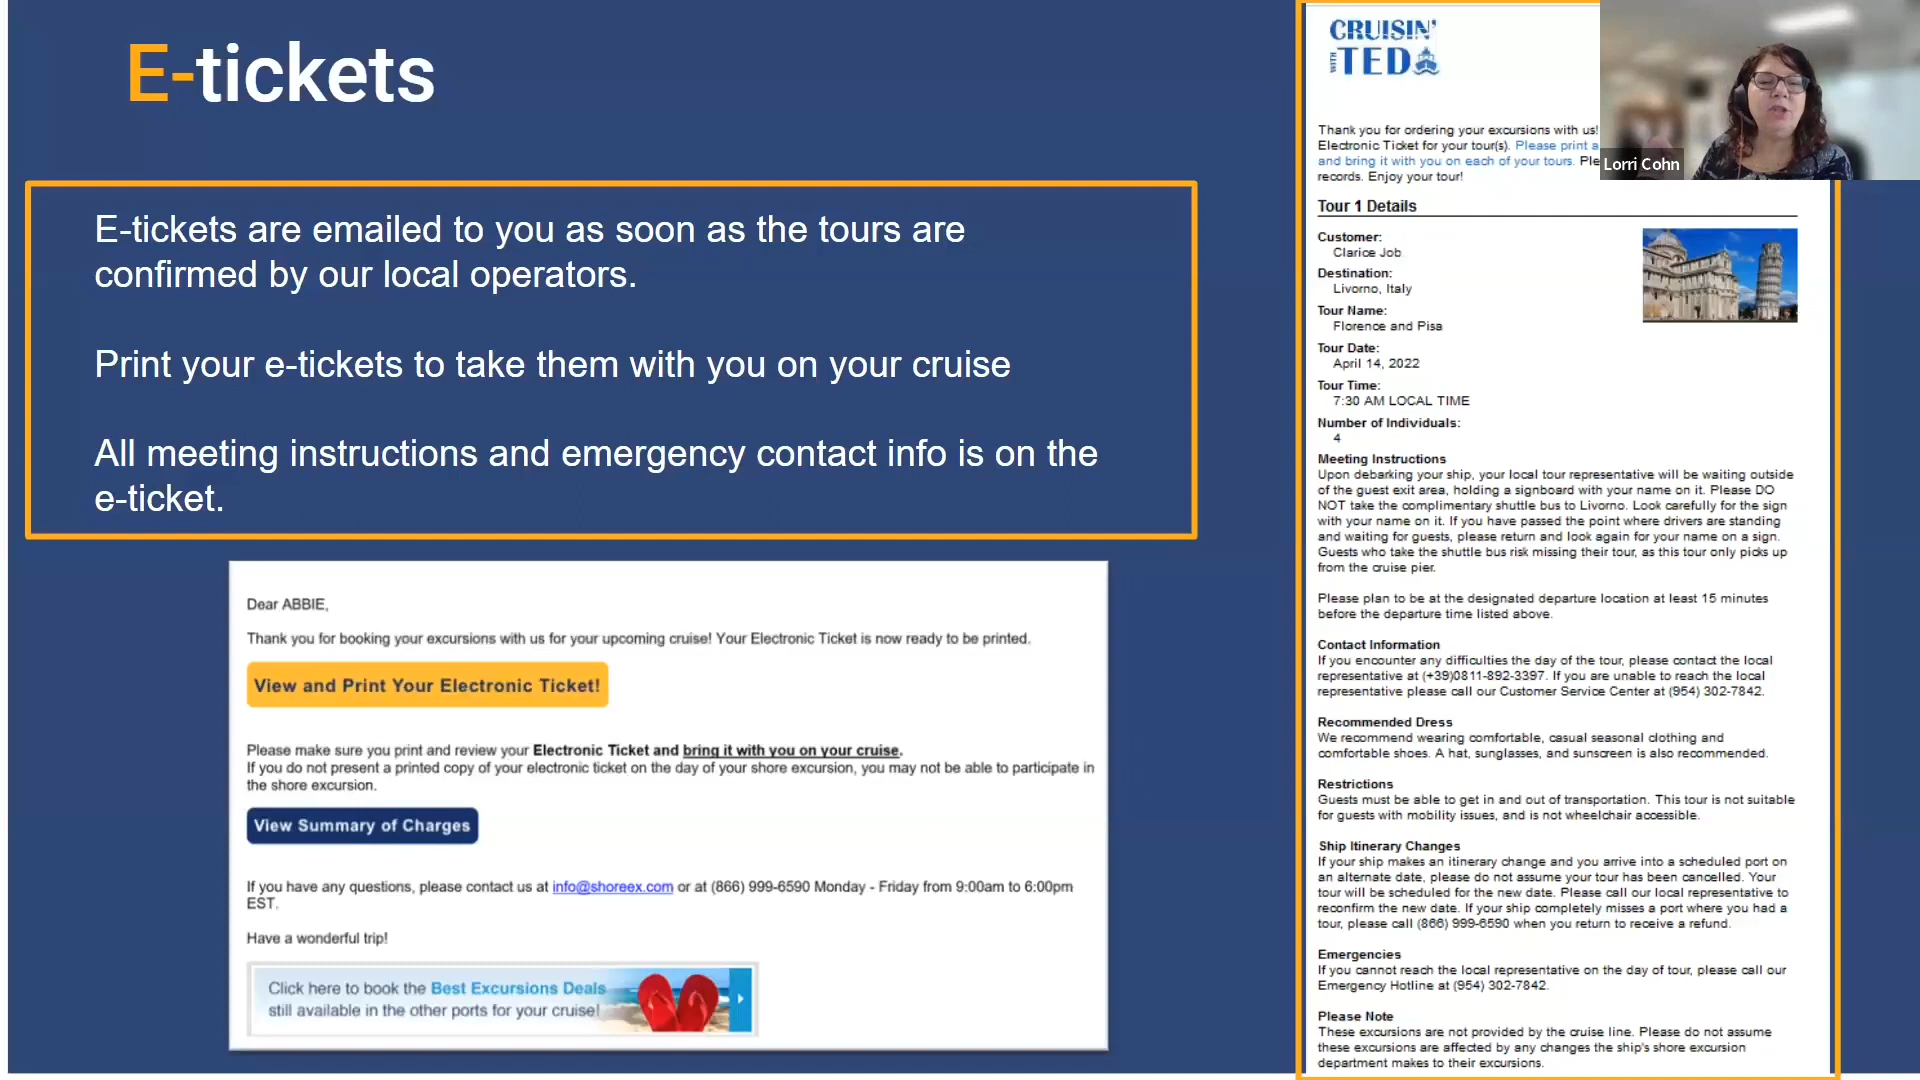 E-tickets
E-tickets are emailed to you as soon as the tours are
confirmed by our local operators.
Print your e-tickets to take them with you on your cruise
All meeting instructions and emergency contact info is on the
e-ticket.
Dear ABBIE,
Thank you for booking your excursions with us for your upcoming cruise! Your Electronic Ticket is now ready to be printed.
View and Print Your Electronic Ticket!
Please make sure you print and review your Electronic Ticket and bring it with you on your cruise.
If you do not present a printed copy of your electronic ticket on the day of your shore excursion, you may not be able to participate in
the shore excursion.
View Summary of Charges
If you have any questions, please contact us at info@shoreex.com or at (866) 999-6590 Monday - Friday from 9:00am to 6:00pm
EST.
Have a wonderful trip!
Click here to book the Best Excursions Deals
still available in the other ports for your cruise!
CRUISIN'
WITH TED
Thank you for ordering your excursions with us!
Electronic Ticket for your tour(s). Please print a
and bring it with you on each of your tours. Ple
records. Enjoy your tour!
Lorri Cohn
Tour 1 Details
Customer:
Clarice Job
Destination:
Livorno, Italy
Tour Name:
Florence and Pisa
Tour Date:
April 14, 2022
Tour Time:
7:30 AM LOCAL TIME
Number of Individuals:
4
Meeting Instructions
Upon debarking your ship, your local tour representative will be waiting outside
of the guest exit area, holding a signboard with your name on it. Please DO
NOT take the complimentary shuttle bus to Livorno. Look carefully for the sign
with your name on it. If you have passed the point where drivers are standing
and waiting for guests, please return and look again for your name on a sign.
Guests who take the shuttle bus risk missing their tour, as this tour only picks up
from the cruise pier.
Please plan to be at the designated departure location at least 15 minutes
before the departure time listed above.
Contact Information
If you encounter any difficulties the day of the tour, please contact the local
representative at (+39)0811-892-3397. If you are unable to reach the local
representative please call our Customer Service Center at (954) 302-7842.
Recommended Dress
We recommend wearing comfortable, casual seasonal clothing and
comfortable shoes. A hat, sunglasses, and sunscreen is also recommended.
Restrictions
Guests must be able to get in and out of transportation. This tour is not suitable
for guests with mobility issues, and is not wheelchair accessible.
Ship Itinerary Changes
If your ship makes an itinerary change and you arrive into a scheduled port on
an alternate date, please do not assume your tour has been cancelled. Your
tour will be scheduled for the new date. Please call our local representative to
reconfirm the new date. If your ship completely misses a port where you had a
tour, please call (866) 999-6590 when you return to receive a refund.
Emergencies
If you cannot reach the local representative on the day of tour, please call our
Emergency Hotline at (954) 302-7842.
Please Note
These excursions are not provided by the cruise line. Please do not assume
these excursions are affected by any changes the ship's shore excursion
department makes to their excursions.